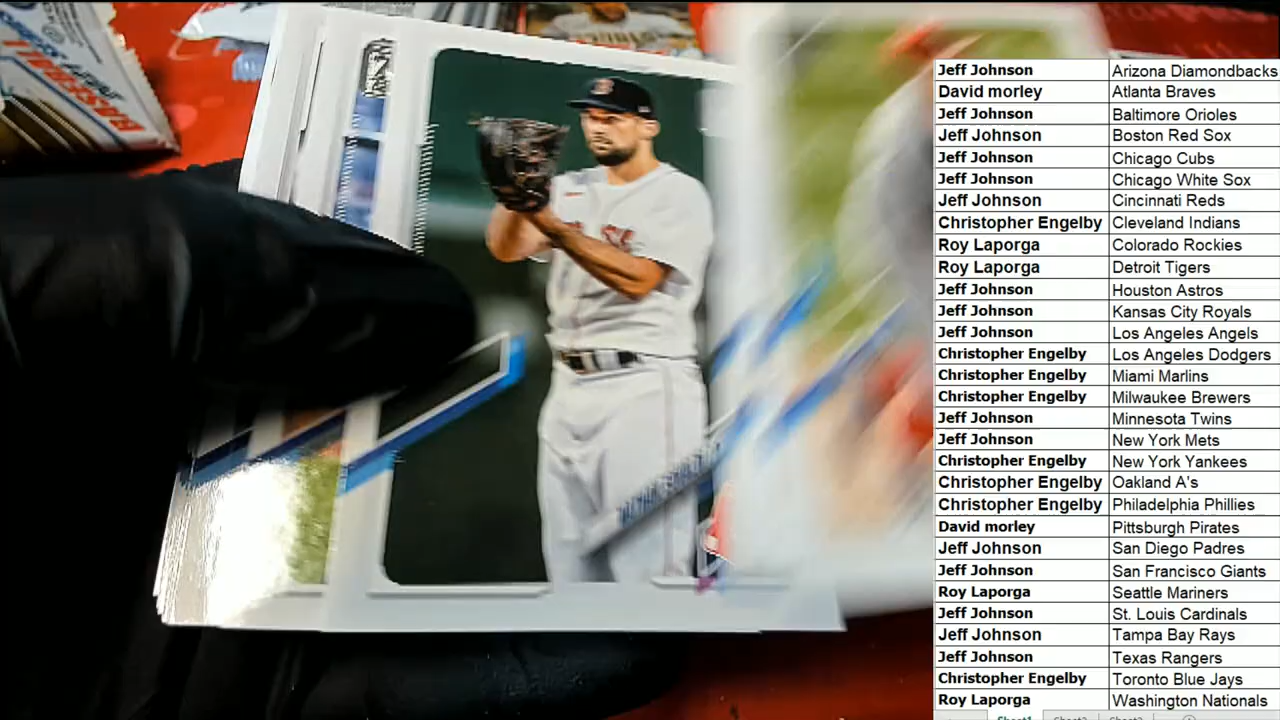 BASEBALL
Jeff Johnson Arizona Diamondbacks
David morley Atlanta Braves
Jeff Johnson Baltimore Orioles
Jeff Johnson Boston Red Sox
Jeff Johnson Chicago Cubs
Jeff Johnson Chicago White Sox
Jeff Johnson Cincinnati Reds
Christopher Engelby Cleveland Indians
Roy Laporga Colorado Rockies
Roy Laporga Detroit Tigers
Jeff Johnson Houston Astros
Jeff Johnson Kansas City Royals
Jeff Johnson Los Angeles Angels
Christopher Engelby Los Angeles Dodgers
Christopher Engelby Miami Marlins
Christopher Engelby Milwaukee Brewers
Jeff Johnson Minnesota Twins
Jeff Johnson New York Mets
Christopher Engelby New York Yankees
Christopher Engelby Oakland A's
Christopher Engelby Philadelphia Phillies
David morley Pittsburgh Pirates
Jeff Johnson San Diego Padres
Jeff Johnson San Francisco Giants
Roy Laporga Seattle Mariners
Jeff Johnson St. Louis Cardinals
Jeff Johnson Tampa Bay Rays
Jeff Johnson Texas Rangers
Christopher Engelby Toronto Blue Jays
Roy Laporga Washington Nationals